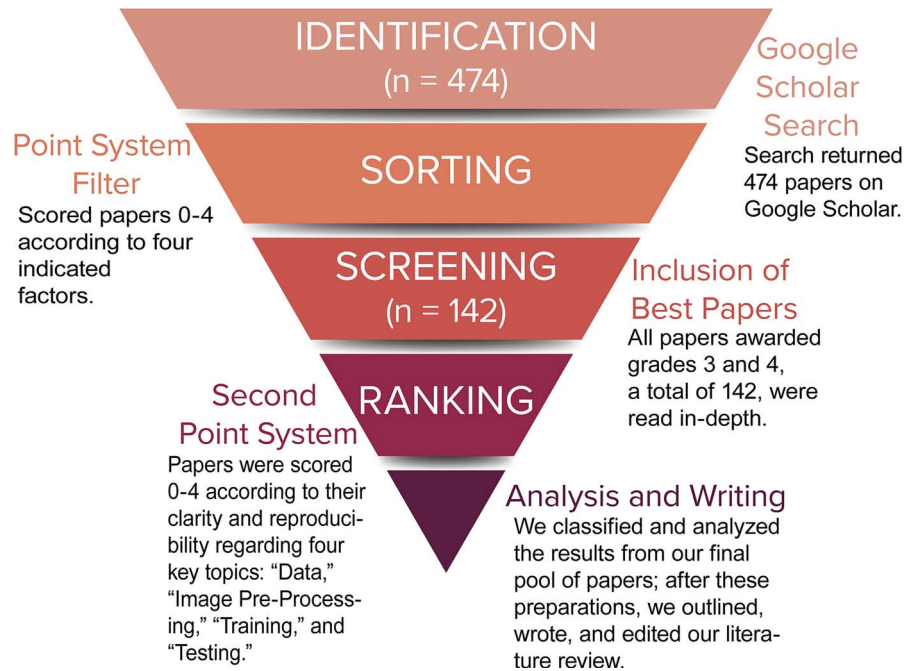 IDENTIFICATION
(n = 474)
Google
Scholar
Search
Search returned
474 papers on
Google Scholar.
Point System
Filter
Scored papers 0-4
according to four
indicated
factors.
SORTING
SCREENING
(n = 142)
Inclusion of
Best Papers
All papers awarded
grades 3 and 4,
a total of 142, were
read in-depth.
RANKING
Second
Point System
Papers were scored
0-4 according to their
clarity and reproduci-
bility regarding four
key topics: “Data,”
“Image Pre-Process-
ing,” “Training,” and
“Testing.”
Analysis and Writing
We classified and analyzed
the results from our final
pool of papers; after these
preparations, we outlined,
wrote, and edited our litera-
ture review.